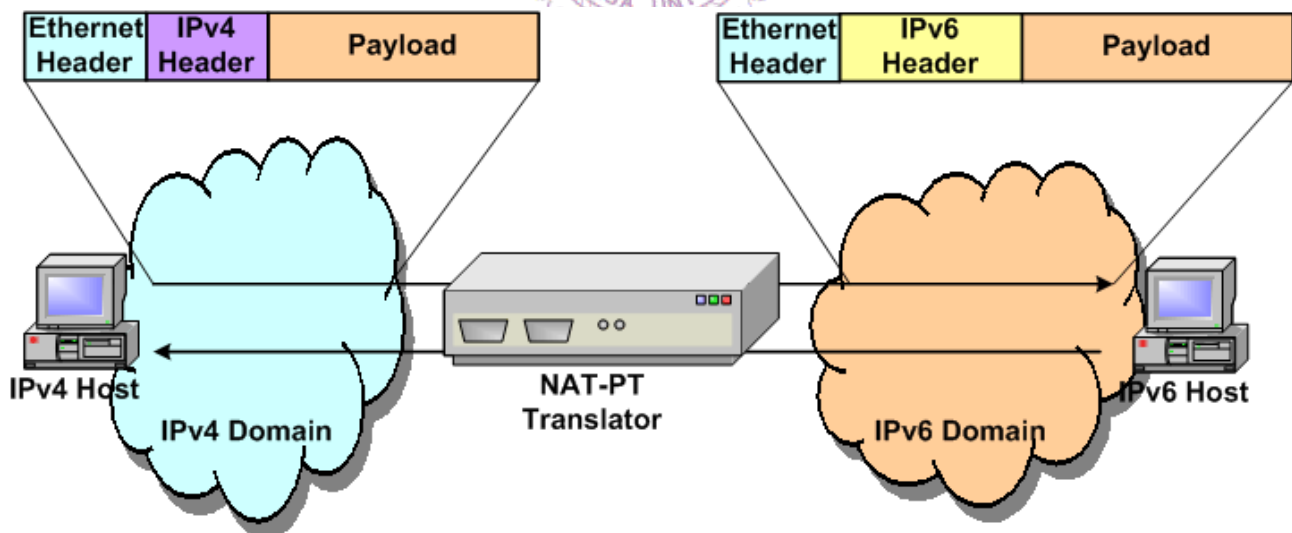 Ethernet Header
IPv4 Header
Payload
Ethernet Header
IPv6 Header
Payload
IPv4 Host
NAT-PT
Translator
IPv6 Host
IPv4 Domain
IPv6 Domain